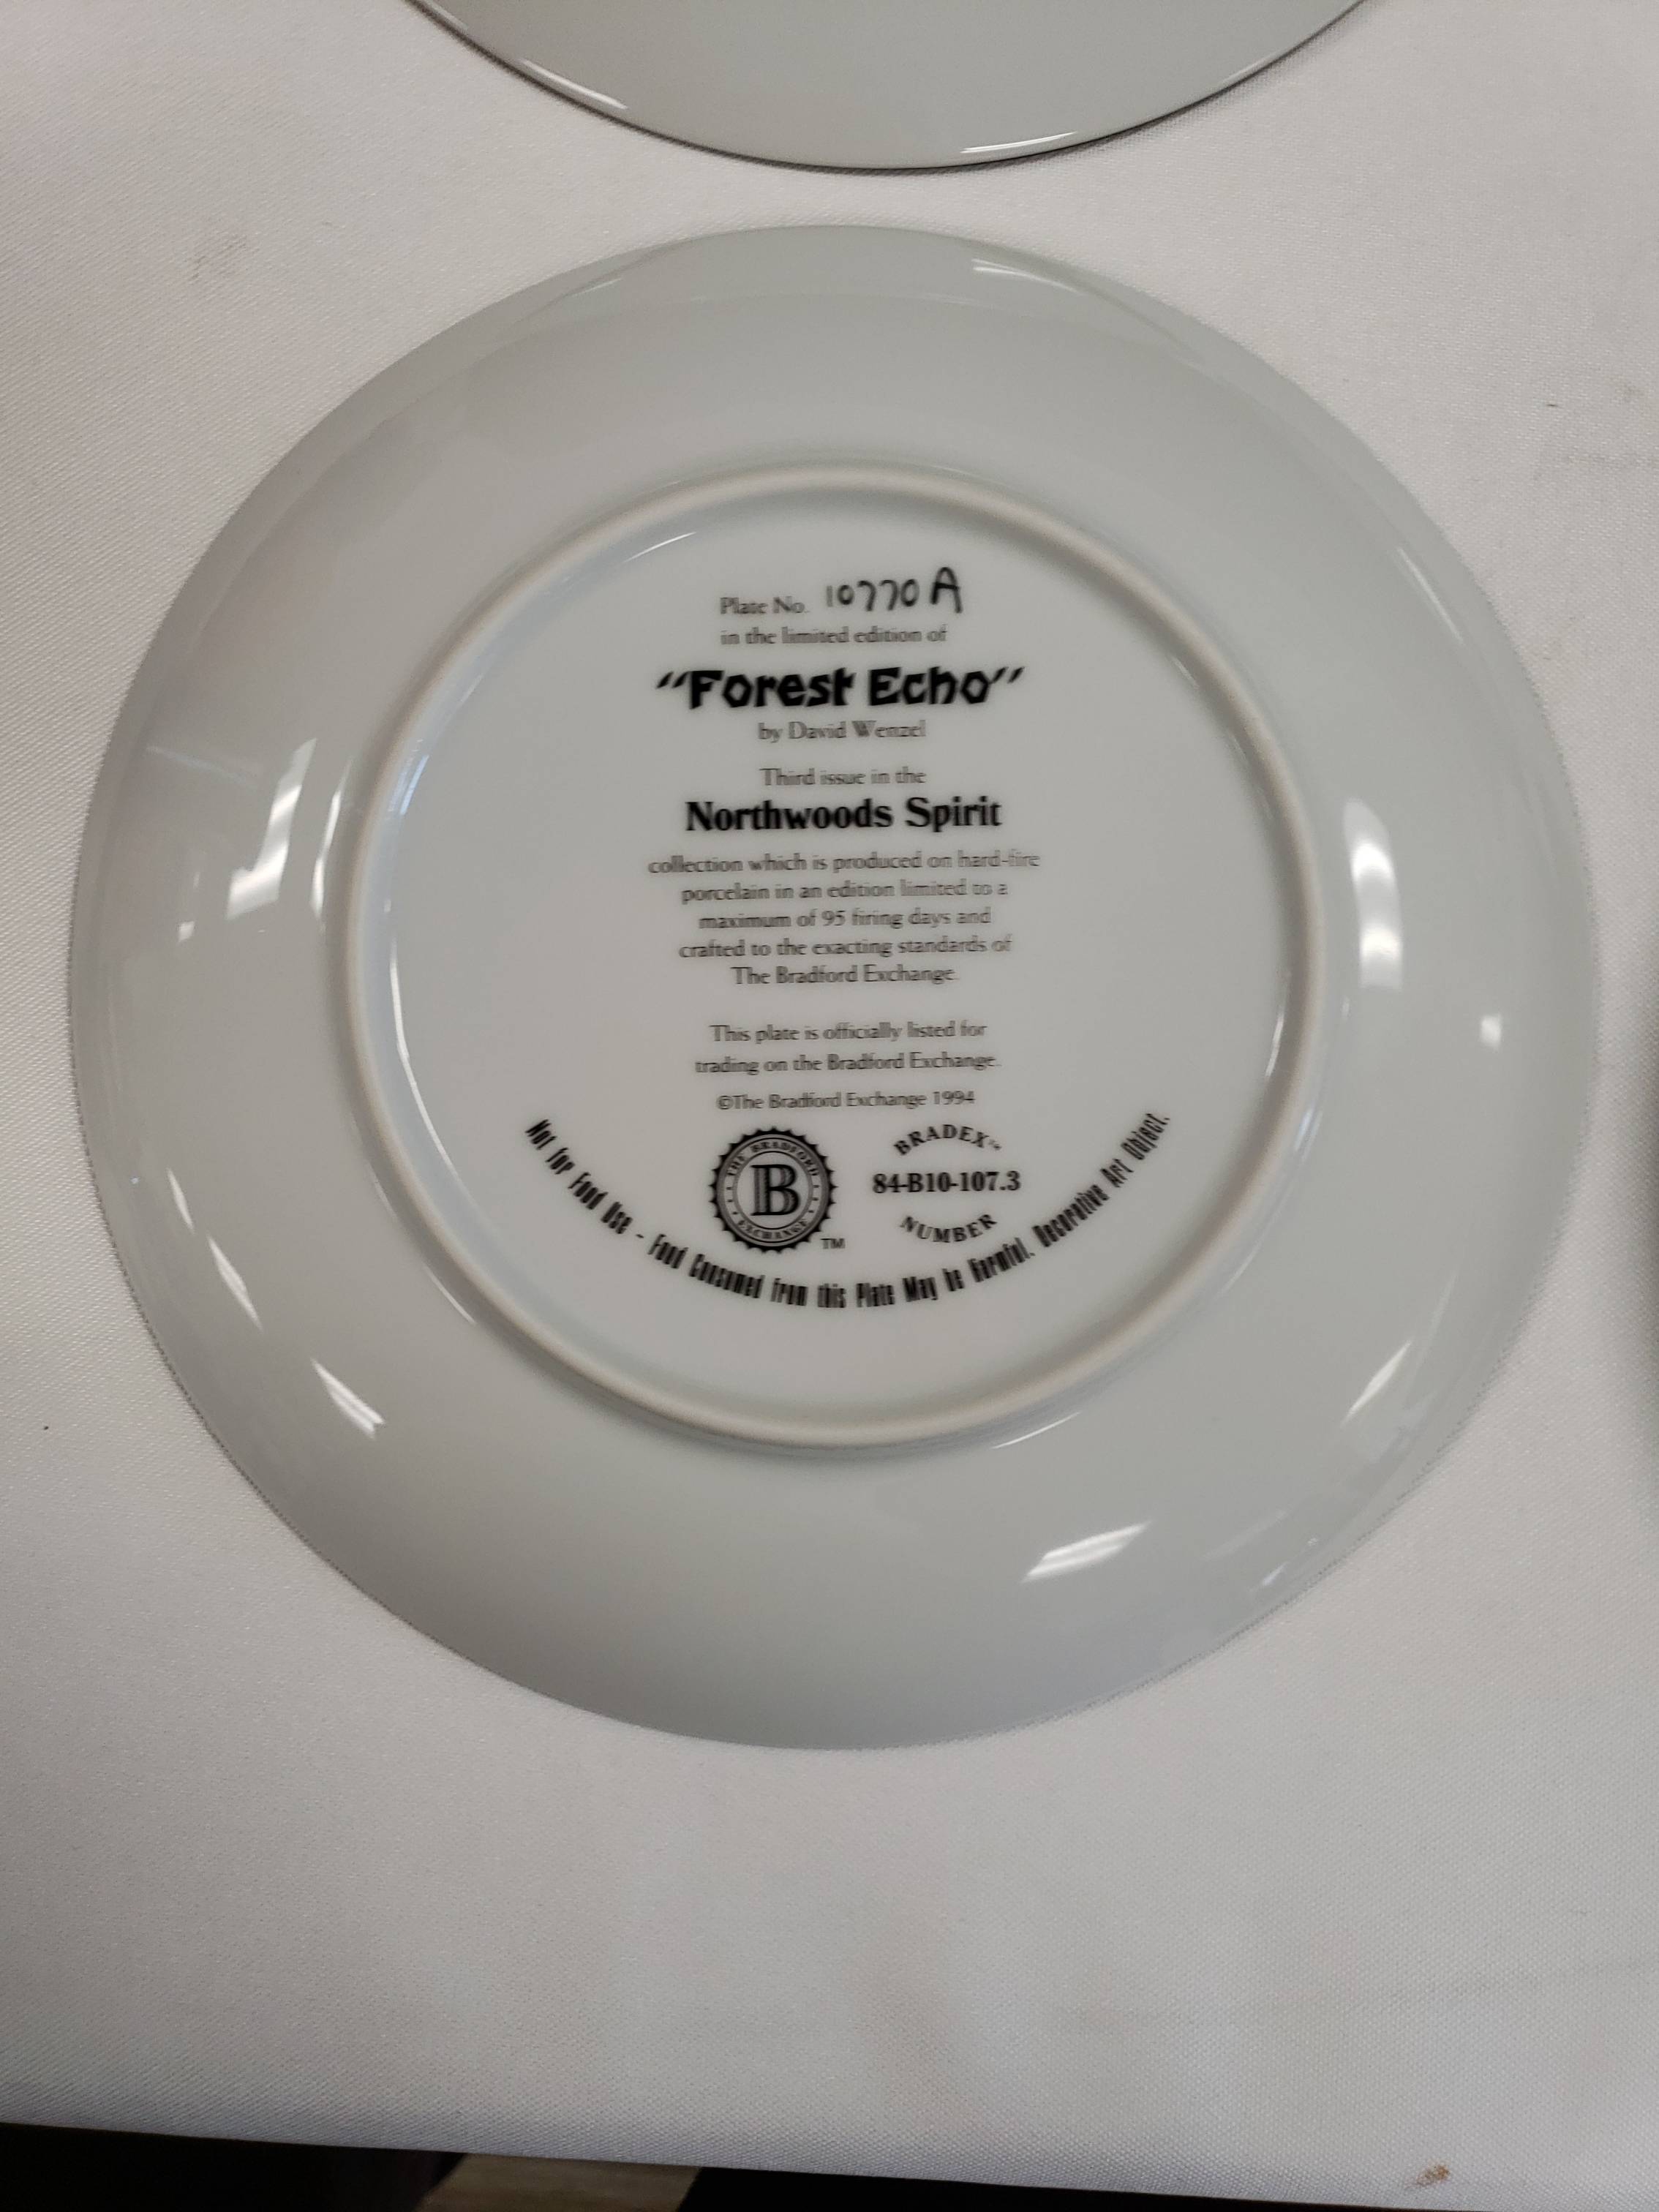 Plate No. 10770 A
in the limited edition of
“Forest Echo”
by David Wenzel
Third issue in the
Northwoods Spirit
collection which is produced on hard-fire
porcelain in an edition limited to a
maximum of 95 firing days and
crafted to the exacting standards of
The Bradford Exchange.
This plate is officially listed for
trading on the Bradford Exchange.
©The Bradford Exchange 1994
THE BRADFORD
B
EXCHANGE
TM
BRADEX™
84-B10-107.3
NUMBER
Not for Food Use - Food Consumed from this Plate May be Harmful. Decorative Art Object.